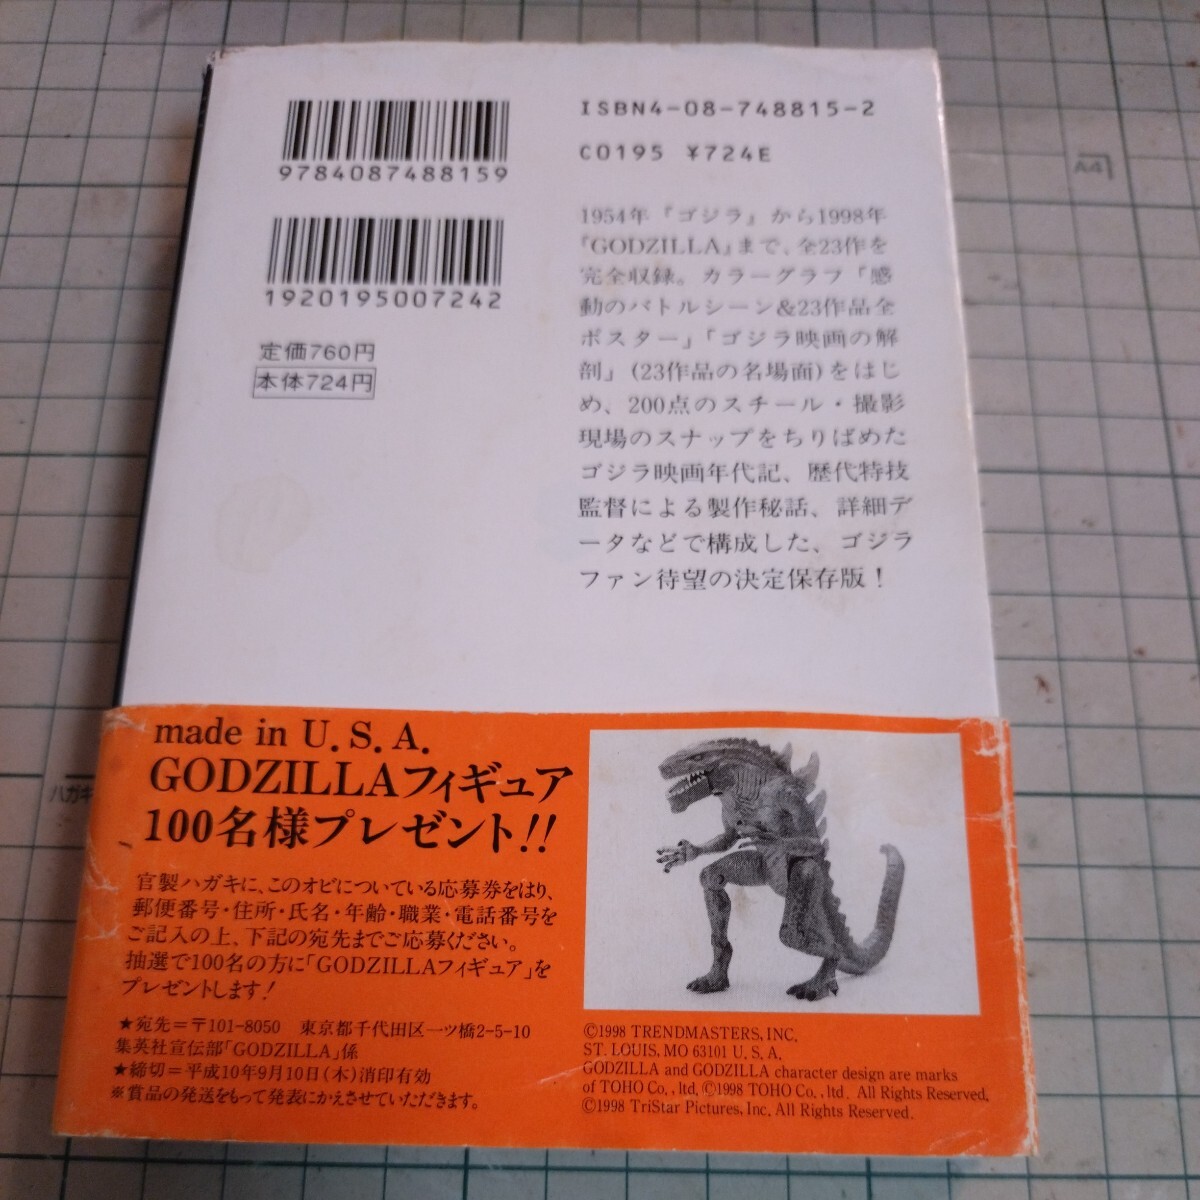 ISBN4-08-748815-2
C0195 ¥724E
9784087488159
1920195007242
定価760円
本体724円
1954年『ゴジラ』から1998年
『GODZILLA』まで、全23作を
完全収録。カラーグラフ「感
動のバトルシーン&23作品全
ポスター」「ゴジラ映画の解
剖」(23作品の名場面)をはじ
め、200点のスチール・撮影
現場のスナップをちりばめた
ゴジラ映画年代記、歴代特技
監督による製作秘話、詳細デ
ータなどで構成した、ゴジラ
ファン待望の決定保存版!
A4
ハガキ
made in U.S.A.
GODZILLAフィギュア
100名様プレゼント!!
官製ハガキに、このオビについている応募券をはり、
郵便番号・住所・氏名・年齢・職業・電話番号を
ご記入の上、下記の宛先までご応募ください。
抽選で100名の方に「GODZILLAフィギュア」を
プレゼントします!
★宛先=〒101-8050 東京都千代田区一ツ橋2-5-10
集英社宣伝部「GODZILLA」係
★締切=平成10年9月10日(木)消印有効
※賞品の発送をもって発表にかえさせていただきます。
©1998 TRENDMASTERS, INC.
ST. LOUIS, MO 63101 U.S.A.
GODZILLA and GODZILLA character design are marks
of TOHO Co., ltd. ©1998 TOHO Co., ltd. All Rights Reserved.
©1998 TriStar Pictures, Inc. All Rights Reserved.